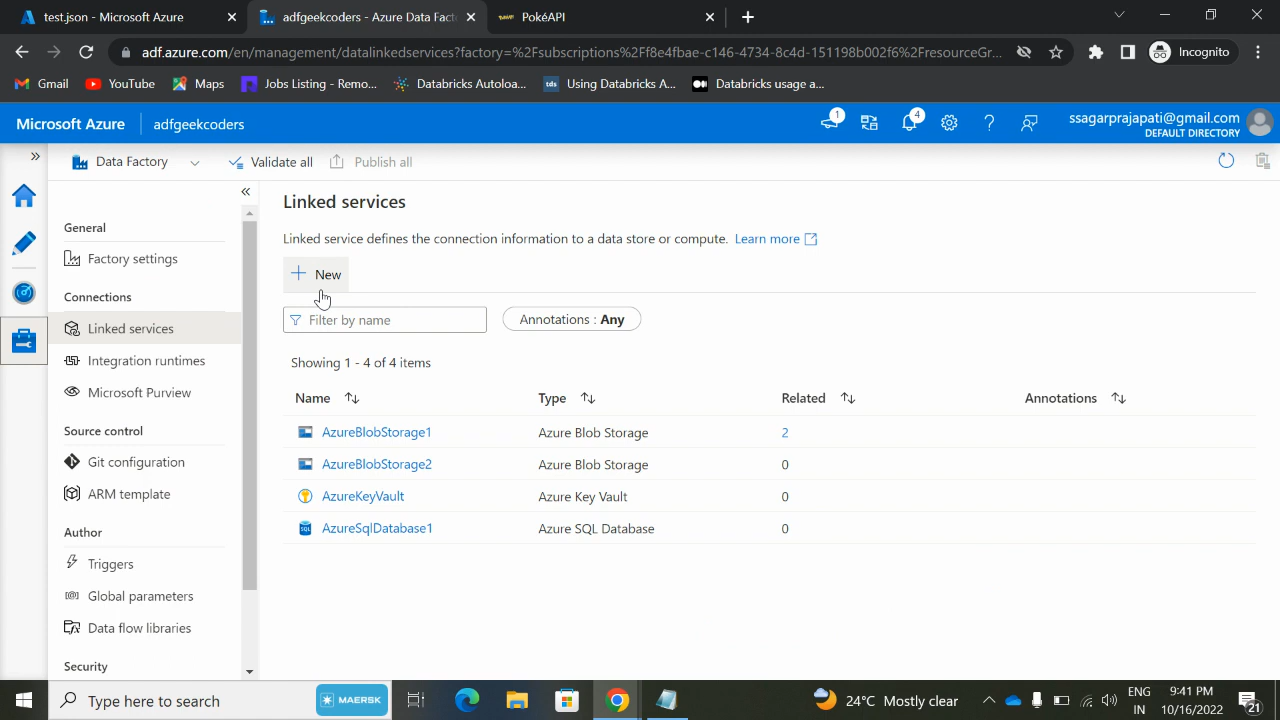 test.json - Microsoft Azure
adfgeekcoders - Azure Data Fact
PokéAPI
adf.azure.com/en/management/datalinkedservices?factory=%2Fsubscriptions%2Ff8e4fbae-c146-4734-8c4d-151198b002f6%2FresourceGr...
Incognito
Gmail
YouTube
Maps
Jobs Listing - Remo...
Databricks Autoloa...
tds
Using Databricks A...
Databricks usage a...
Microsoft Azure
adfgeekcoders
1
4
ssagarprajapati@gmail.com
DEFAULT DIRECTORY
Data Factory
Validate all
Publish all
General
Factory settings
Connections
Linked services
Integration runtimes
Microsoft Purview
Source control
Git configuration
ARM template
Author
Triggers
Global parameters
Data flow libraries
Security
Linked services
Linked service defines the connection information to a data store or compute. Learn more
New
Filter by name
Annotations : Any
Showing 1 - 4 of 4 items
Name Type Related Annotations
AzureBlobStorage1 Azure Blob Storage 2
AzureBlobStorage2 Azure Blob Storage 0
AzureKeyVault Azure Key Vault 0
SQL AzureSqlDatabase1 Azure SQL Database 0
Type here to search
MAERSK
24°C Mostly clear
ENG
IN
9:41 PM
10/16/2022
21